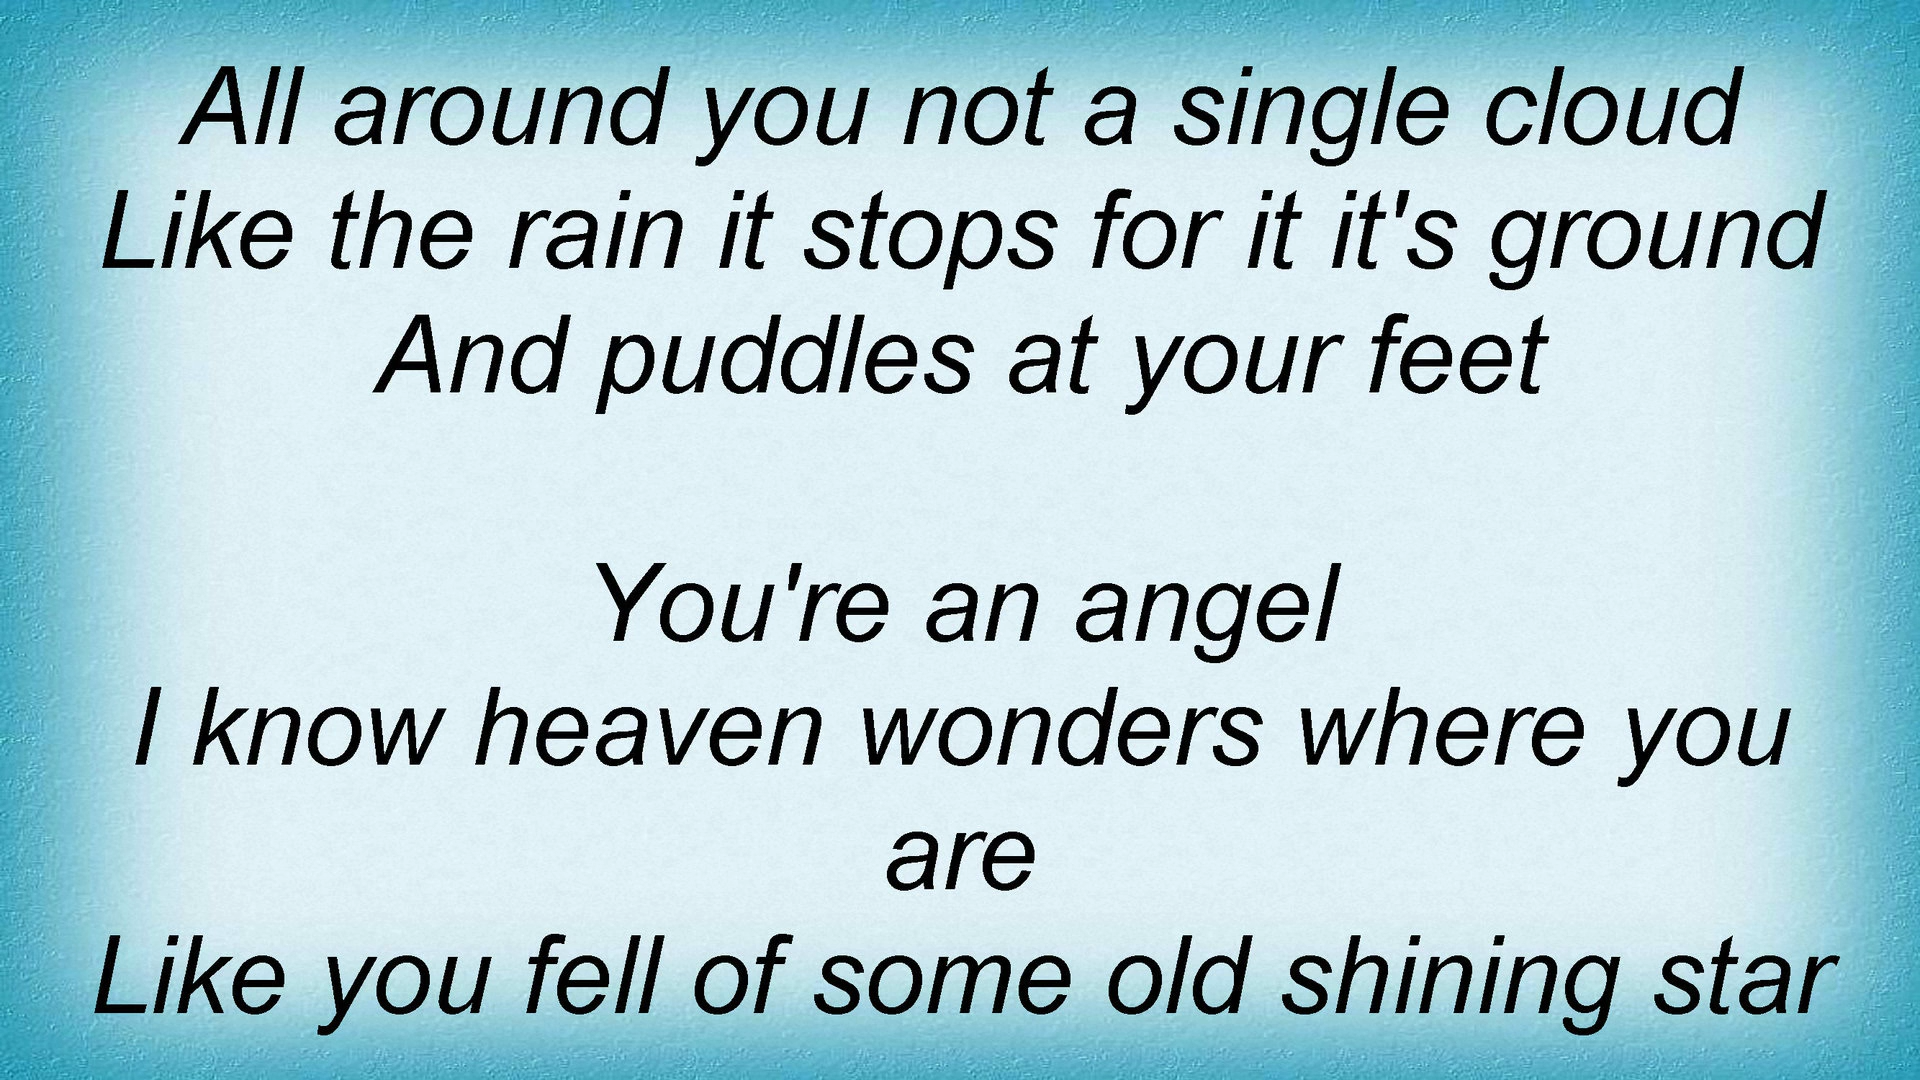 All around you not a single cloud
Like the rain it stops for it it's ground
And puddles at your feet
You're an angel
I know heaven wonders where you
are
Like you fell of some old shining star